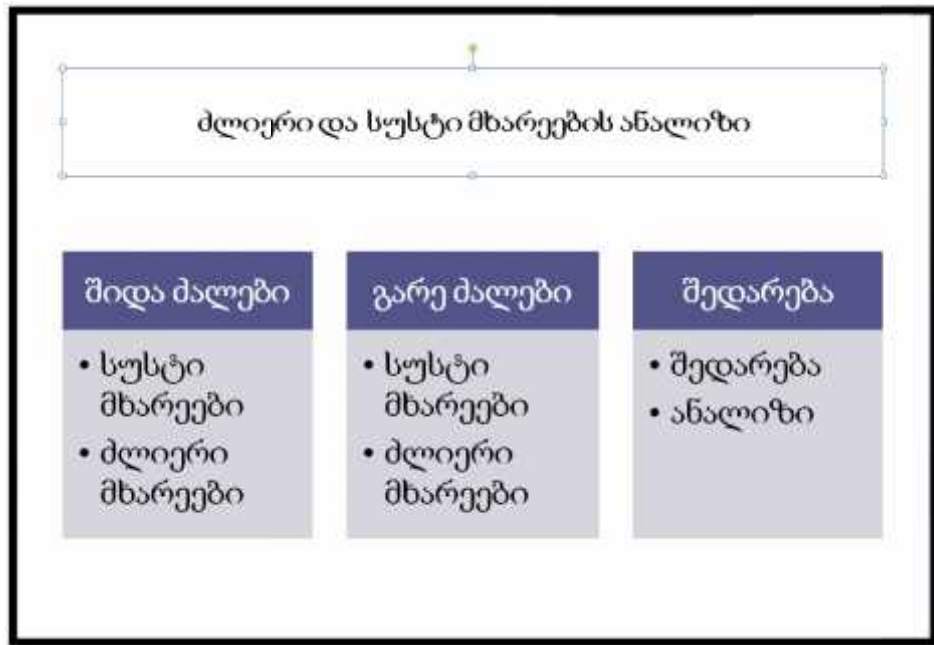 ძლიერი და სუსტი მხარეების ანალიზი
შიდა ძალები
• სუსტი
მხარეები
• ძლიერი
მხარეები
გარე ძალები
• სუსტი
მხარეები
• ძლიერი
მხარეები
შედარება
• შედარება
• ანალიზი